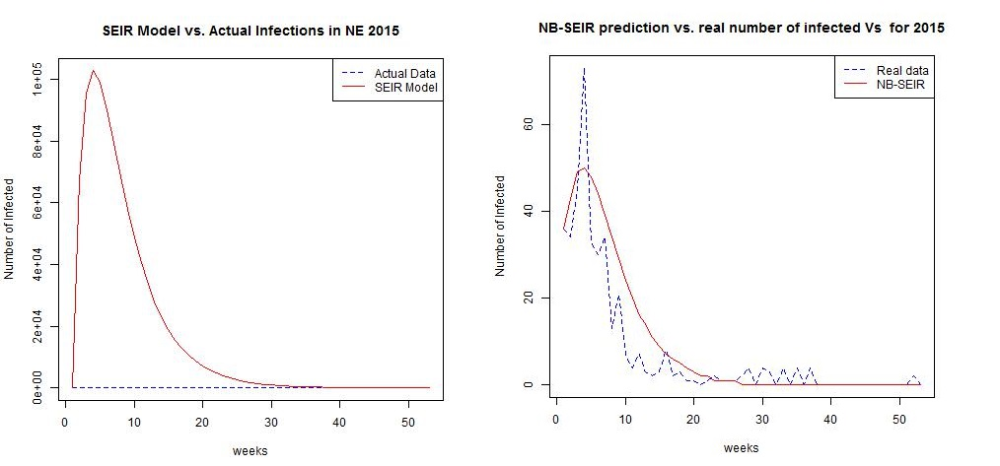 SEIR Model vs. Actual Infections in NE 2015
Actual Data
SEIR Model
Number of Infected
1e+05
8e+04
6e+04
4e+04
2e+04
0e+00
0 10 20 30 40 50
weeks
NB-SEIR prediction vs. real number of infected Vs for 2015
Real data
NB-SEIR
Number of Infected
60
40
20
0
0 10 20 30 40 50
weeks